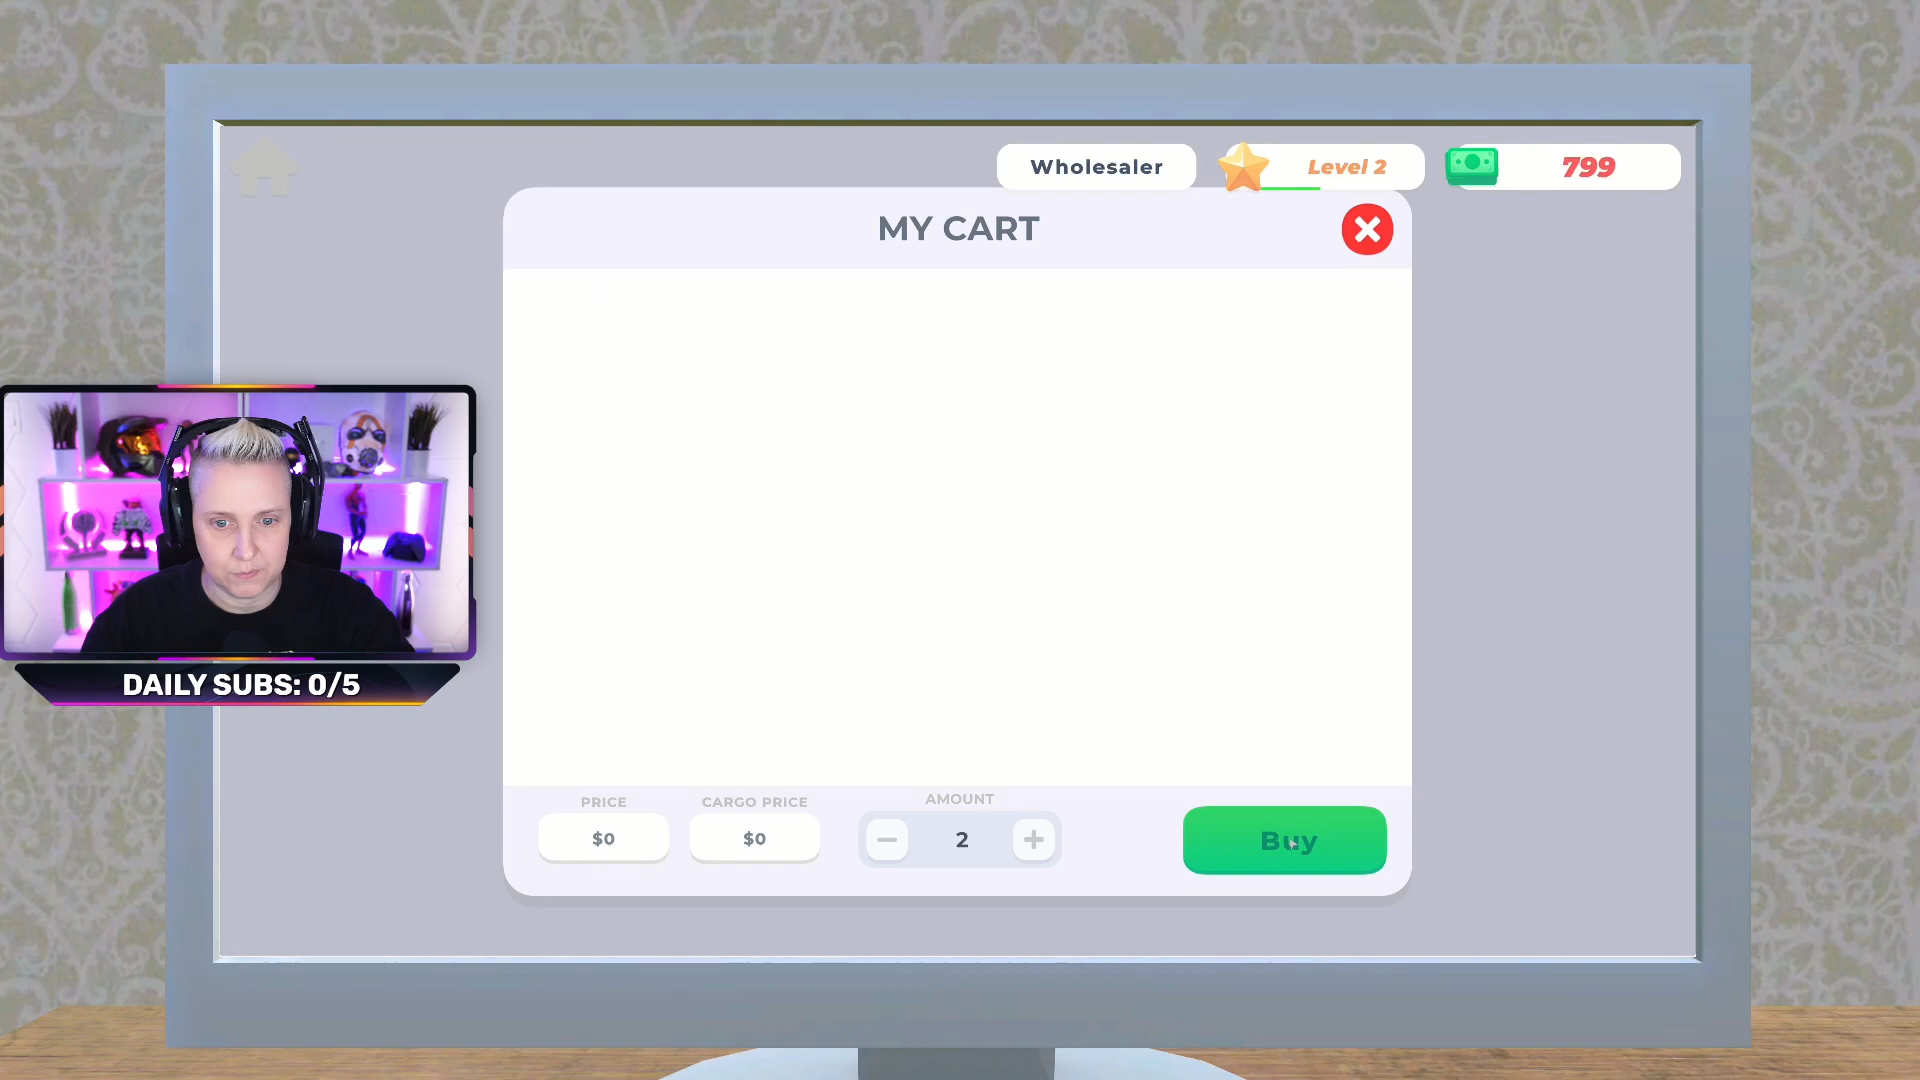 Wholesaler
Level 2
799
MY CART
DAILY SUBS: 0/5
PRICE
CARGO PRICE
AMOUNT
$0
$0
2
Buy